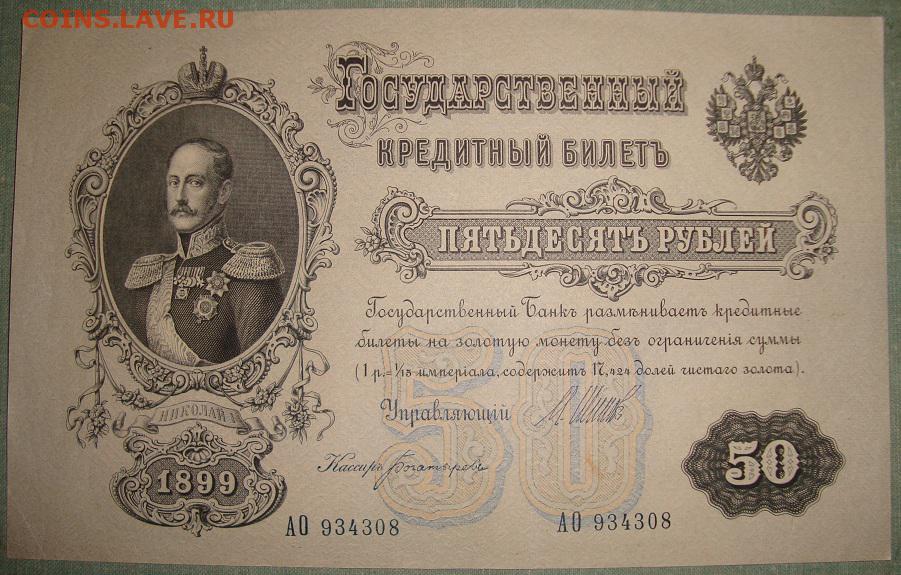 COINS.LAVE.RU
Государственный
кредитный билетъ
пятьдесятъ рублей
Государственный Банкъ размѣниваетъ кредитные
билеты на золотую монету безъ ограниченія суммы
(1 р.= 1/15 имперіала, содержитъ 17,424 долей чистаго золота).
Управляющій
Кассиръ Богатыревъ
НИКОЛАЙ I
1899
50
50
АО 934308
АО 934308